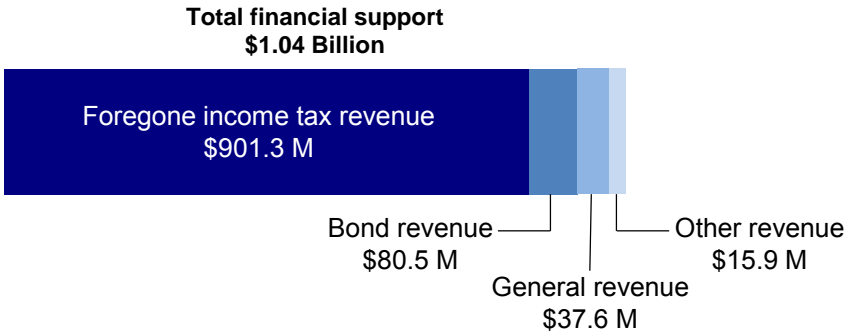 Total financial support
$1.04 Billion
Foregone income tax revenue
$901.3 M
Bond revenue
$80.5 M
Other revenue
$15.9 M
General revenue
$37.6 M